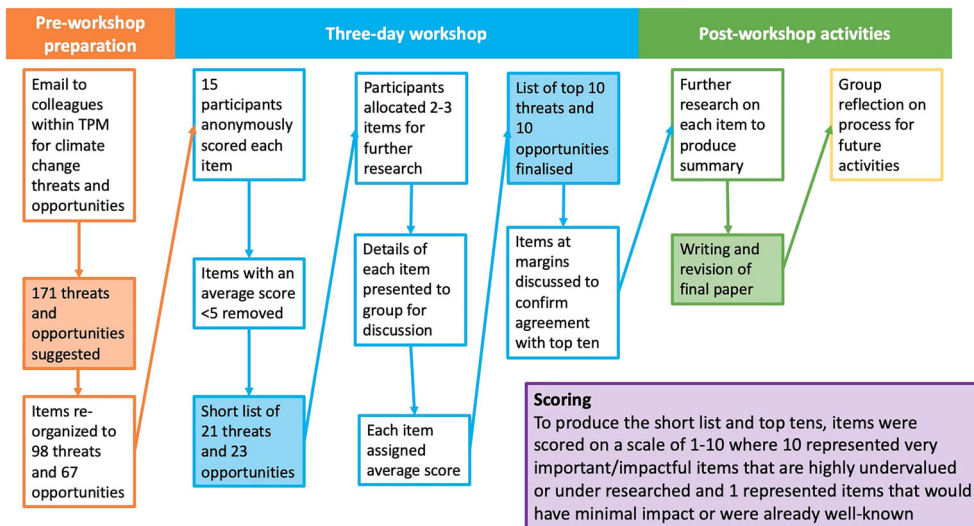 Pre-workshop
preparation
Three-day workshop
Post-workshop activities
Email to
colleagues
within TPM
for climate
change
threats and
opportunities
171 threats
and
opportunities
suggested
Items re-
organized to
98 threats
and 67
opportunities
15
participants
anonymously
scored each
item
Items with an
average score
<5 removed
Short list of
21 threats
and 23
opportunities
Participants
allocated 2-3
items for
further
research
Details of
each item
presented to
group for
discussion
Each item
assigned
average score
List of top 10
threats and
10
opportunities
finalised
Items at
margins
discussed to
confirm
agreement
with top ten
Further
research on
each item to
produce
summary
Writing and
revision of
final paper
Group
reflection on
process for
future
activities
Scoring
To produce the short list and top tens, items were
scored on a scale of 1-10 where 10 represented very
important/impactful items that are highly undervalued
or under researched and 1 represented items that would
have minimal impact or were already well-known